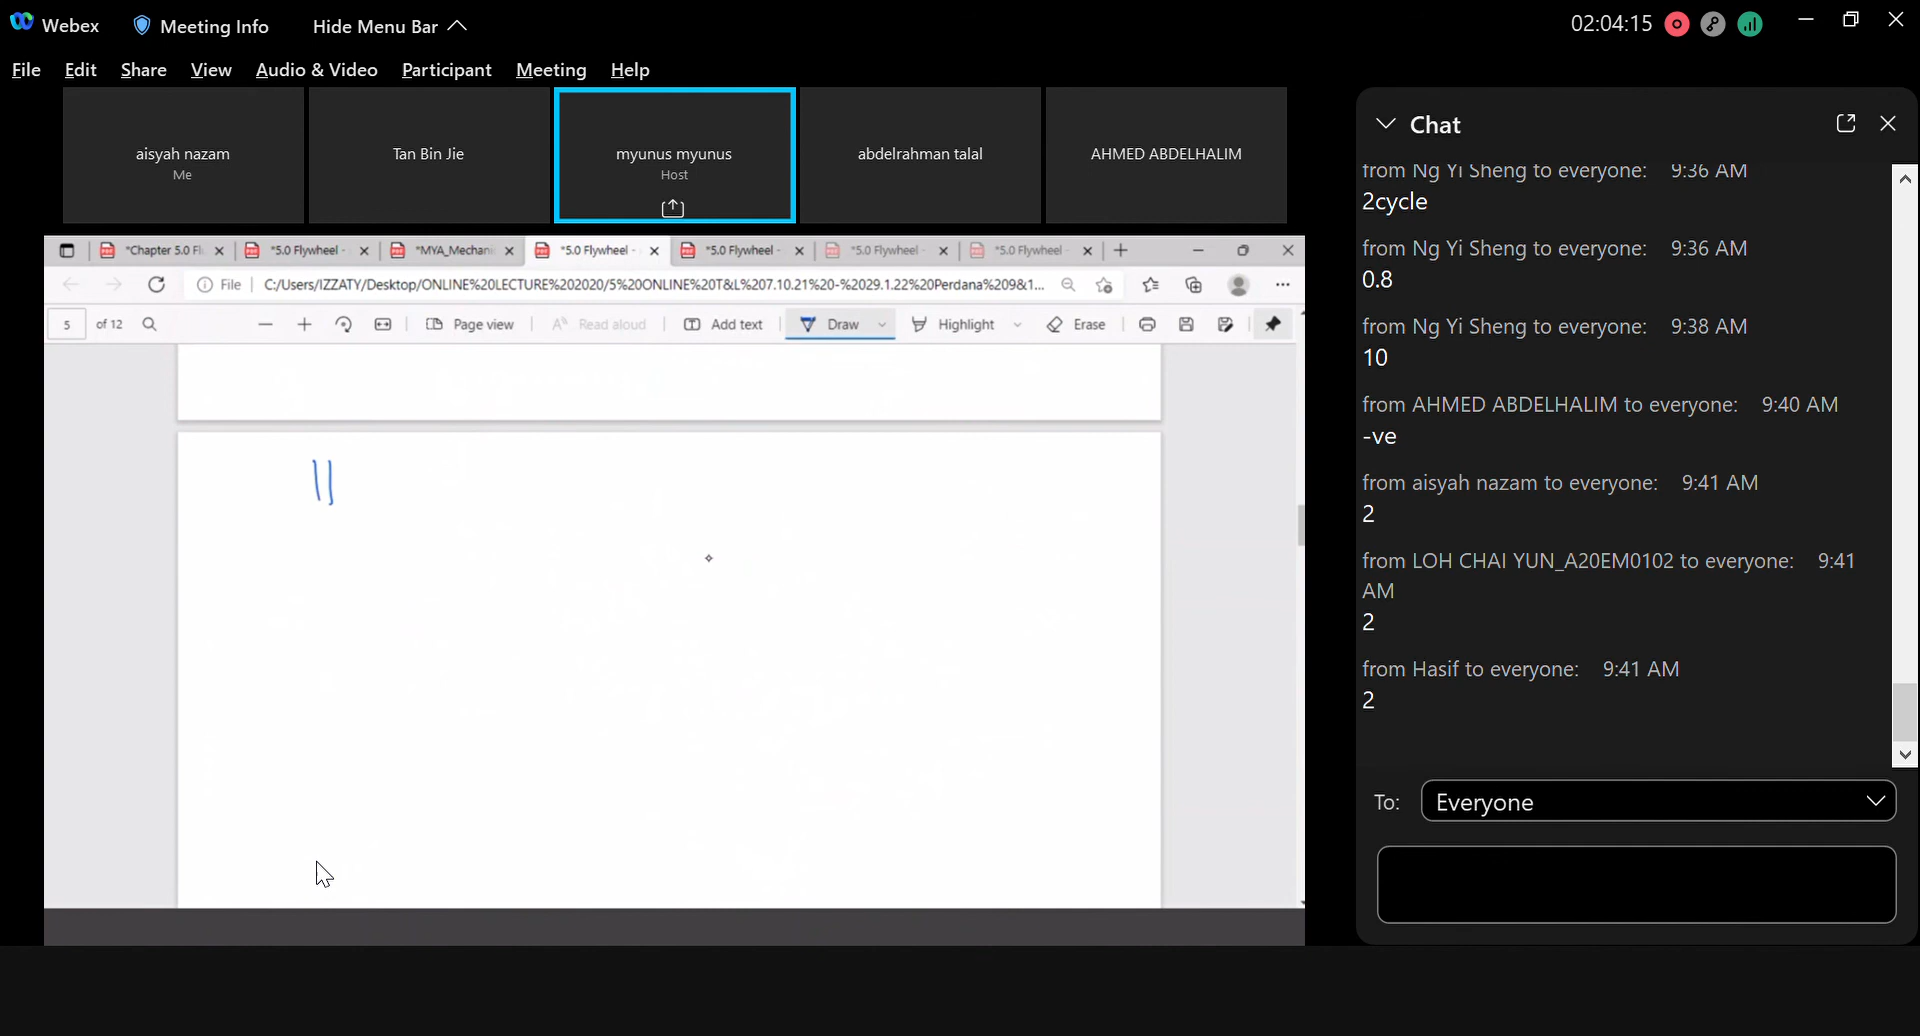 Webex Meeting Info Hide Menu Bar 02:04:15
File Edit Share View Audio & Video Participant Meeting Help
aisyah nazam
Me
Tan Bin Jie
myunus myunus
Host
abdelrahman talal
AHMED ABDELHALIM
*Chapter 5.0 Fl *5.0 Flywheel - *MYA_Mechani *5.0 Flywheel - *5.0 Flywheel - *5.0 Flywheel - *5.0 Flywheel -
File C:/Users/IZZATY/Desktop/ONLINE%20LECTURE%202020/5%20ONLINE%20T&L%207.10.21%20-%2029.1.22%20Perdana%209&1...
5 of 12 Page view Read aloud Add text Draw Highlight Erase
Chat
from Ng Yi Sheng to everyone: 9:36 AM
2cycle
from Ng Yi Sheng to everyone: 9:36 AM
0.8
from Ng Yi Sheng to everyone: 9:38 AM
10
from AHMED ABDELHALIM to everyone: 9:40 AM
-ve
from aisyah nazam to everyone: 9:41 AM
2
from LOH CHAI YUN_A20EM0102 to everyone: 9:41
AM
2
from Hasif to everyone: 9:41 AM
2
To: Everyone